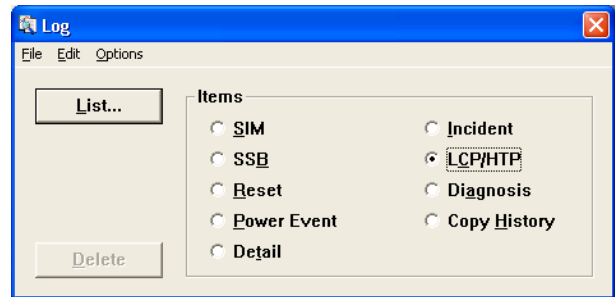 Log
File Edit Options
List...
Items
SIM
Incident
SSB
LCP/HTP
Reset
Diagnosis
Power Event
Copy History
Detail
Delete